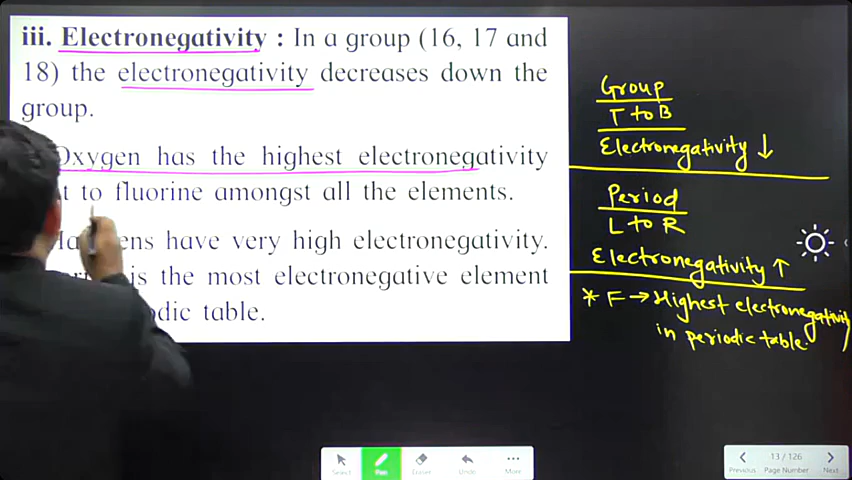 iii. Electronegativity : In a group (16, 17 and
18) the electronegativity decreases down the
group.
Oxygen has the highest electronegativity
to fluorine amongst all the elements.
have very high electronegativity.
is the most electronegative element
table.
Group
T to B
Electronegativity ↓
Period
L to R
Electronegativity ↑
* F → Highest electronegativity
in periodic table.
Select
Pen
Eraser
Undo
More
13 / 126
Previous
Page Number
Next